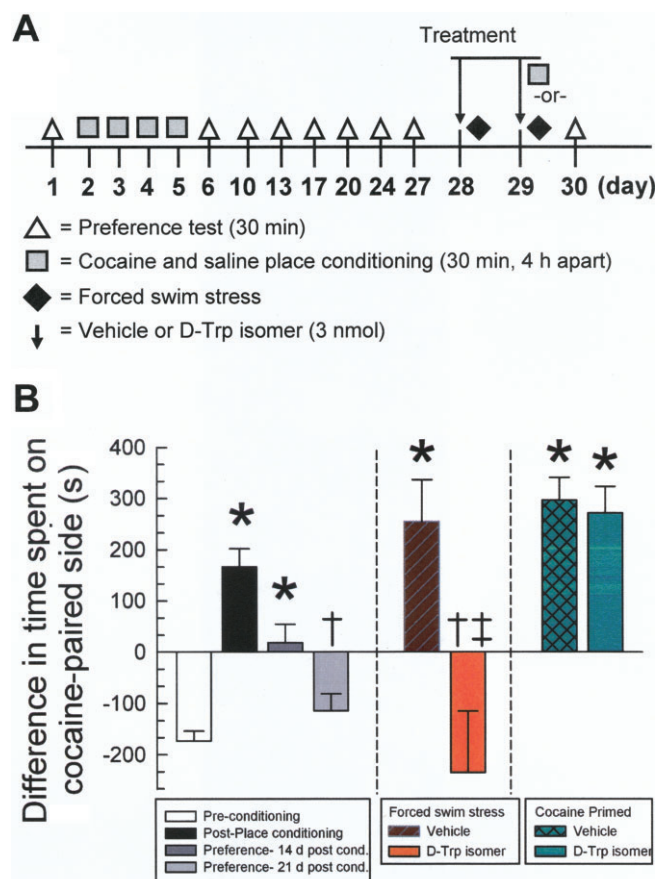 A
Treatment
-or-
1 2 3 4 5 6 10 13 17 20 24 27 28 29 30 (day)
= Preference test (30 min)
= Cocaine and saline place conditioning (30 min, 4 h apart)
= Forced swim stress
= Vehicle or D-Trp isomer (3 nmol)
B
Difference in time spent on
cocaine-paired side (s)
400
300
200
100
0
-100
-200
* * † * †‡ * *
Pre-conditioning
Post-Place conditioning
Preference- 14 d post cond.
Preference- 21 d post cond.
Forced swim stress
Vehicle
D-Trp isomer
Cocaine Primed
Vehicle
D-Trp isomer